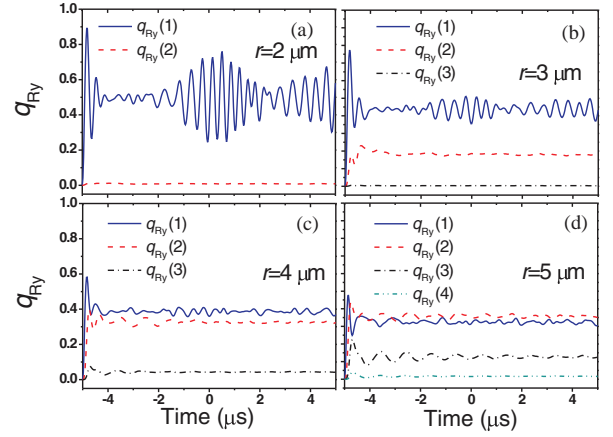 1.0
0.8
0.6
0.4
0.2
0.0
q_Ry
q_Ry(1)
q_Ry(2)
(a)
r=2 μm
q_Ry(1)
q_Ry(2)
q_Ry(3)
(b)
r=3 μm
1.0
0.8
0.6
0.4
0.2
0.0
q_Ry
-4 -2 0 2 4
Time (μs)
q_Ry(1)
q_Ry(2)
q_Ry(3)
(c)
r=4 μm
-4 -2 0 2 4
Time (μs)
q_Ry(1)
q_Ry(2)
q_Ry(3)
q_Ry(4)
(d)
r=5 μm